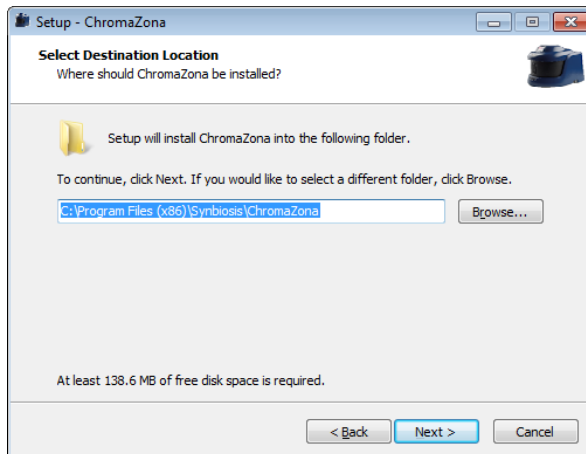 Setup - ChromaZona
Select Destination Location
Where should ChromaZona be installed?
Setup will install ChromaZona into the following folder.
To continue, click Next. If you would like to select a different folder, click Browse.
C:\Program Files (x86)\Synbiosis\ChromaZona
Browse...
At least 138.6 MB of free disk space is required.
< Back
Next >
Cancel